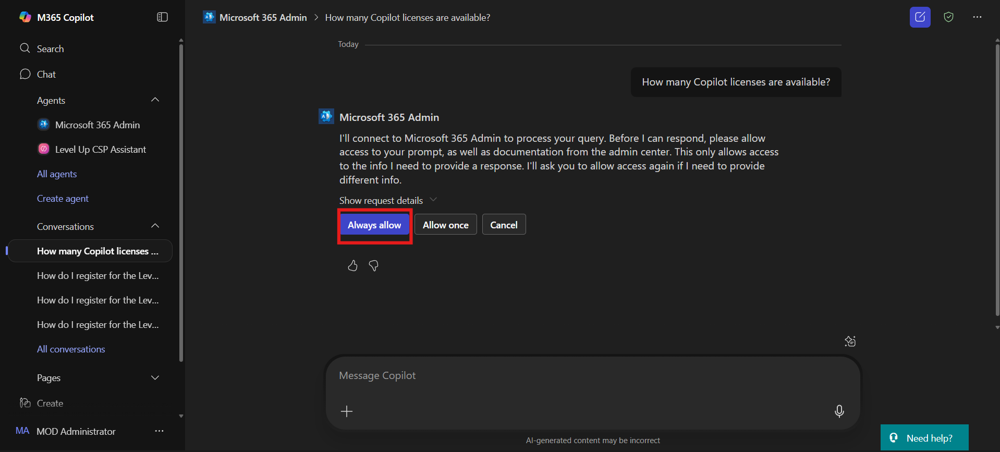 M365 Copilot
Search
Chat
Agents
Microsoft 365 Admin
Level Up CSP Assistant
All agents
Create agent
Conversations
How many Copilot licenses ...
How do I register for the Lev...
How do I register for the Lev...
How do I register for the Lev...
All conversations
Pages
Create
MA MOD Administrator
Microsoft 365 Admin > How many Copilot licenses are available?
Today
How many Copilot licenses are available?
Microsoft 365 Admin
I'll connect to Microsoft 365 Admin to process your query. Before I can respond, please allow
access to your prompt, as well as documentation from the admin center. This only allows access
to the info I need to provide a response. I'll ask you to allow access again if I need to provide
different info.
Show request details
Always allow Allow once Cancel
Message Copilot
AI-generated content may be incorrect
Need help?